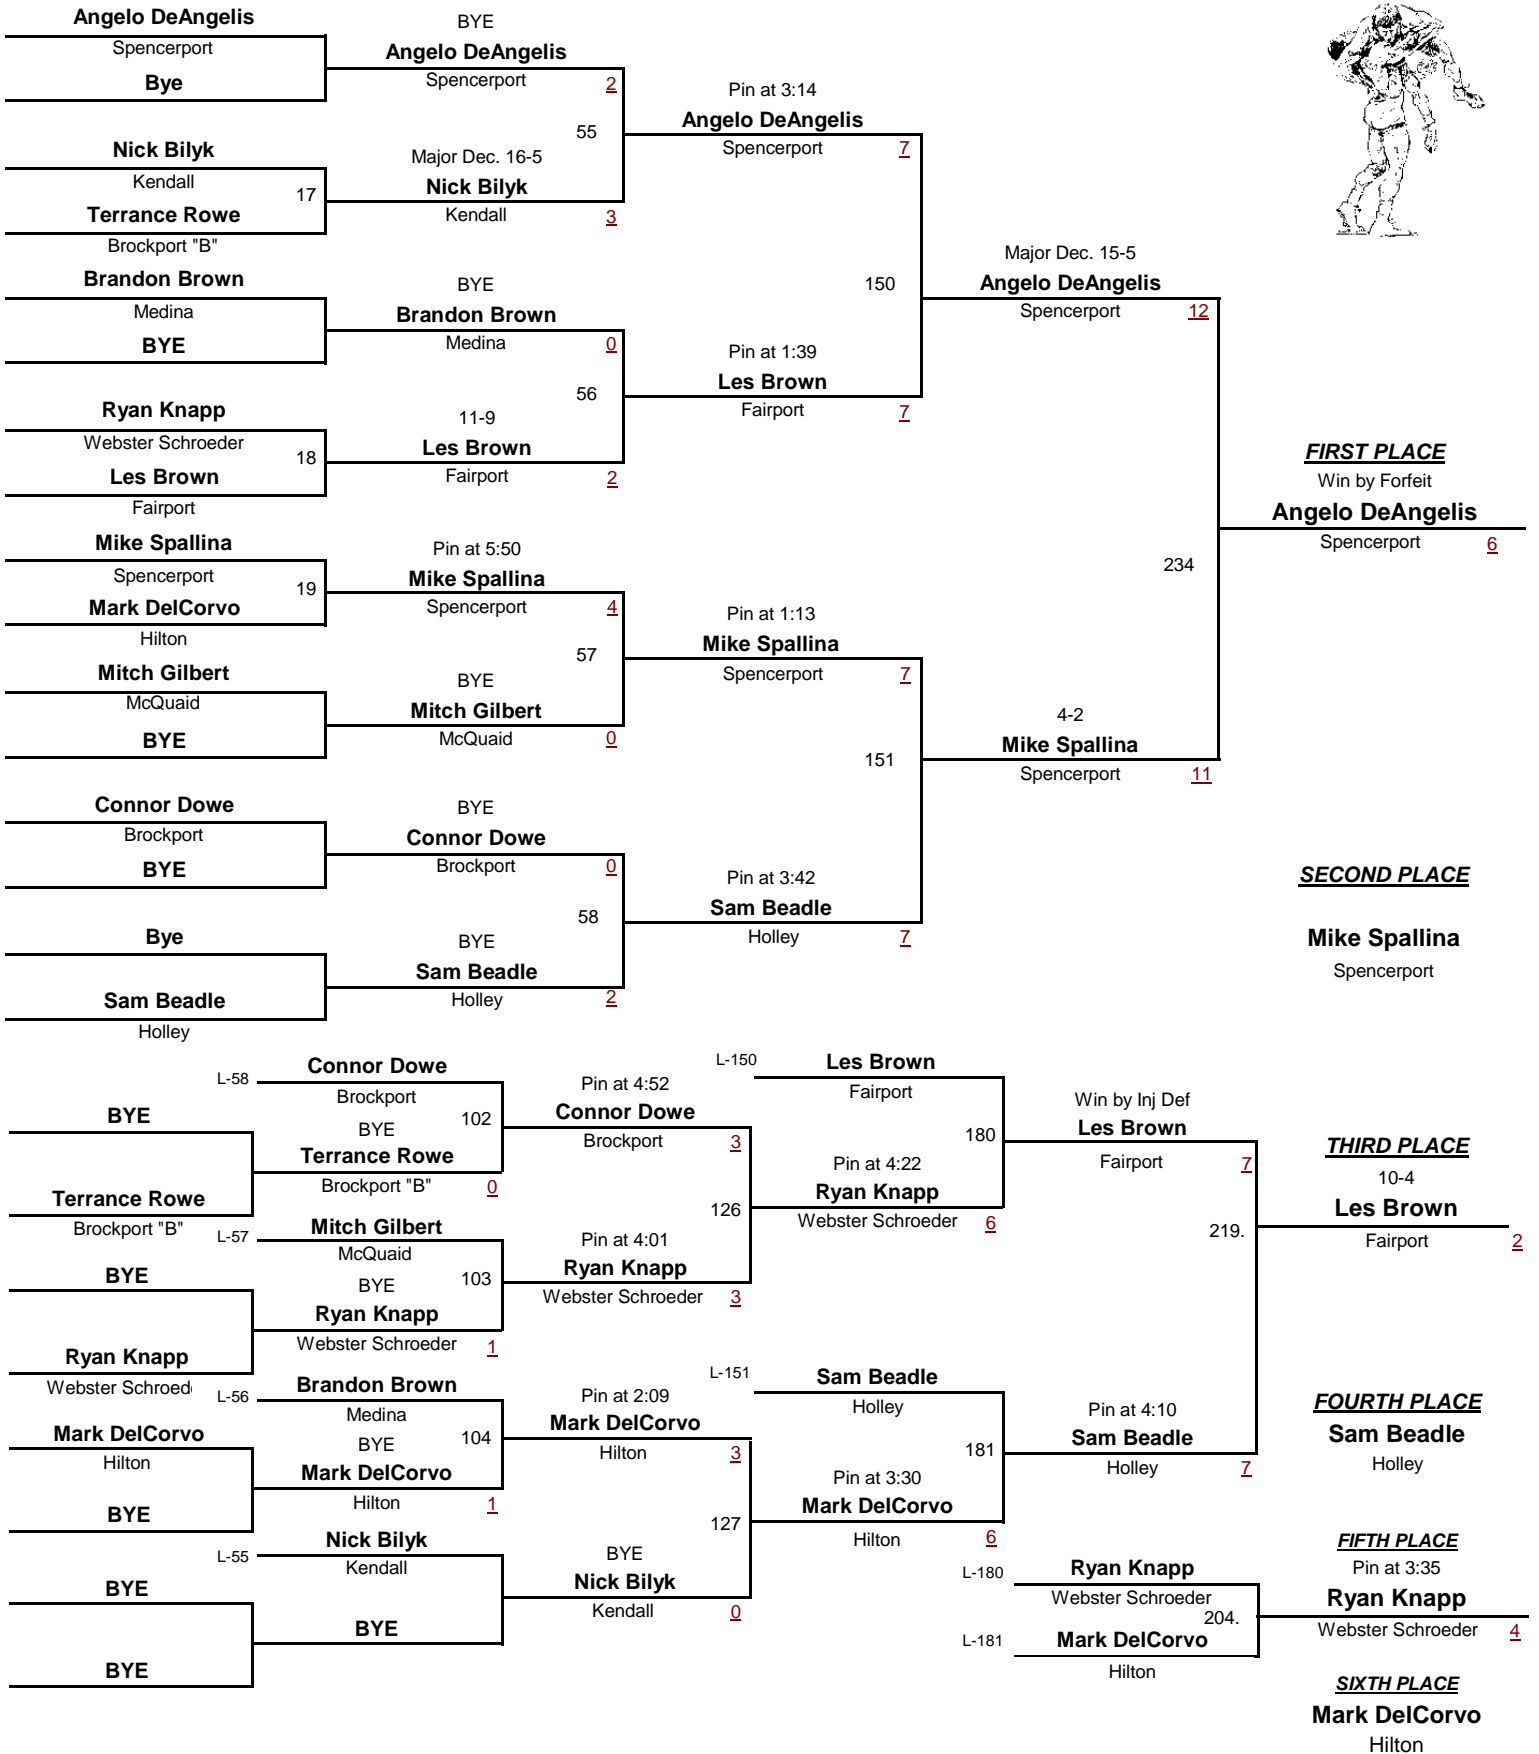 Angelo DeAngelis
Spencerport
Bye
Nick Bilyk
Kendall
17
Terrance Rowe
Brockport "B"
Brandon Brown
Medina
BYE
Ryan Knapp
Webster Schroeder
18
Les Brown
Fairport
Mike Spallina
Spencerport
19
Mark DelCorvo
Hilton
Mitch Gilbert
McQuaid
BYE
Connor Dowe
Brockport
BYE
Bye
Sam Beadle
Holley
BYE
Angelo DeAngelis
Spencerport 2
55
Major Dec. 16-5
Nick Bilyk
Kendall 3
BYE
Brandon Brown
Medina 0
56
11-9
Les Brown
Fairport 2
Pin at 5:50
Mike Spallina
Spencerport 4
57
BYE
Mitch Gilbert
McQuaid 0
BYE
Connor Dowe
Brockport 0
58
BYE
Sam Beadle
Holley 2
Pin at 3:14
Angelo DeAngelis
Spencerport 7
150
Pin at 1:39
Les Brown
Fairport 7
Pin at 1:13
Mike Spallina
Spencerport 7
151
Pin at 3:42
Sam Beadle
Holley 7
Major Dec. 15-5
Angelo DeAngelis
Spencerport 12
234
4-2
Mike Spallina
Spencerport 11
FIRST PLACE
Win by Forfeit
Angelo DeAngelis
Spencerport 6
SECOND PLACE
Mike Spallina
Spencerport
BYE
Terrance Rowe
Brockport "B"
BYE
Ryan Knapp
Webster Schroed
Mark DelCorvo
Hilton
BYE
BYE
BYE
L-58
Connor Dowe
Brockport
102
BYE
Terrance Rowe
Brockport "B" 0
L-57
Mitch Gilbert
McQuaid
103
BYE
Ryan Knapp
Webster Schroeder 1
L-56
Brandon Brown
Medina
104
BYE
Mark DelCorvo
Hilton 1
L-55
Nick Bilyk
Kendall
BYE
Pin at 4:52
Connor Dowe
Brockport 3
126
Pin at 4:01
Ryan Knapp
Webster Schroeder 3
Pin at 2:09
Mark DelCorvo
Hilton 3
127
BYE
Nick Bilyk
Kendall 0
L-150
Les Brown
Fairport
180
Pin at 4:22
Ryan Knapp
Webster Schroeder 6
L-151
Sam Beadle
Holley
181
Pin at 3:30
Mark DelCorvo
Hilton 6
Win by Inj Def
Les Brown
Fairport 7
219.
Pin at 4:10
Sam Beadle
Holley 7
L-180
Ryan Knapp
Webster Schroeder
204.
L-181
Mark DelCorvo
Hilton
THIRD PLACE
10-4
Les Brown
Fairport 2
FOURTH PLACE
Sam Beadle
Holley
FIFTH PLACE
Pin at 3:35
Ryan Knapp
Webster Schroeder 4
SIXTH PLACE
Mark DelCorvo
Hilton